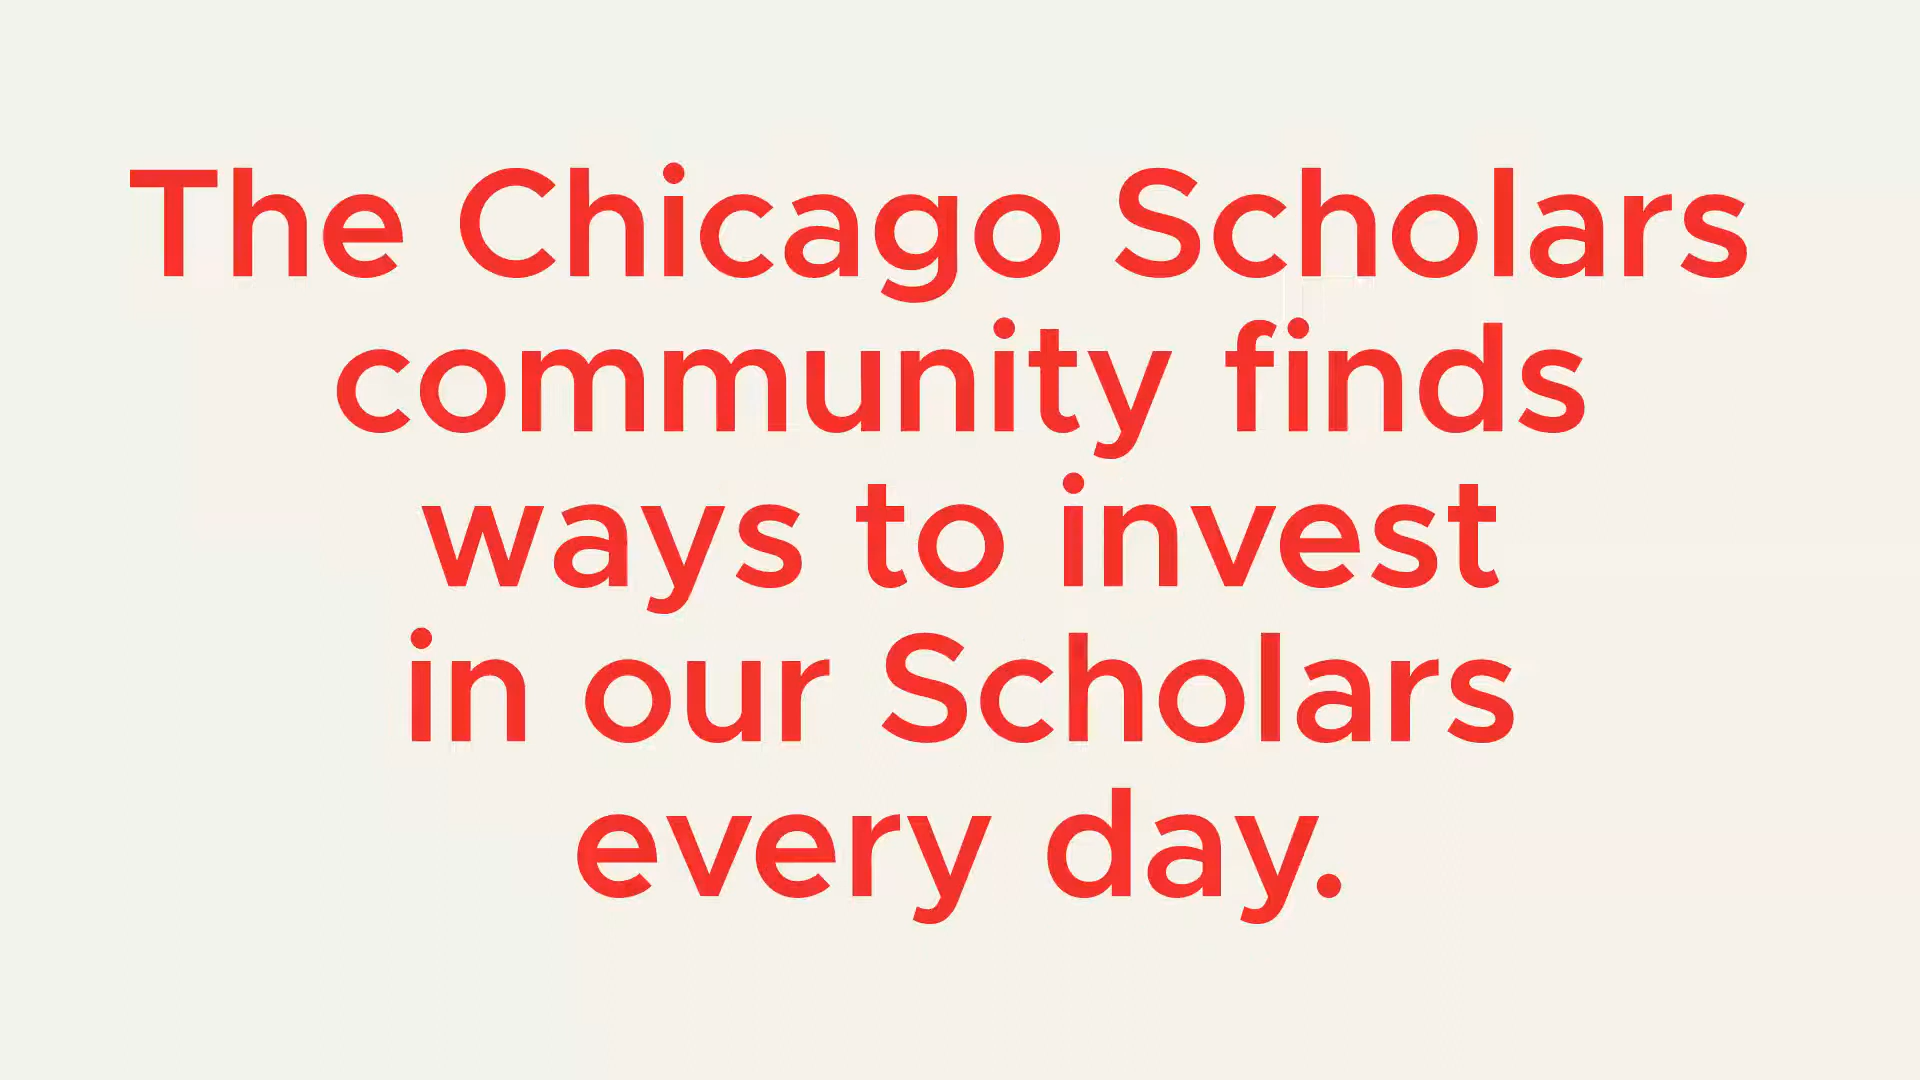 The Chicago Scholars
community finds
ways to invest
in our Scholars
every day.